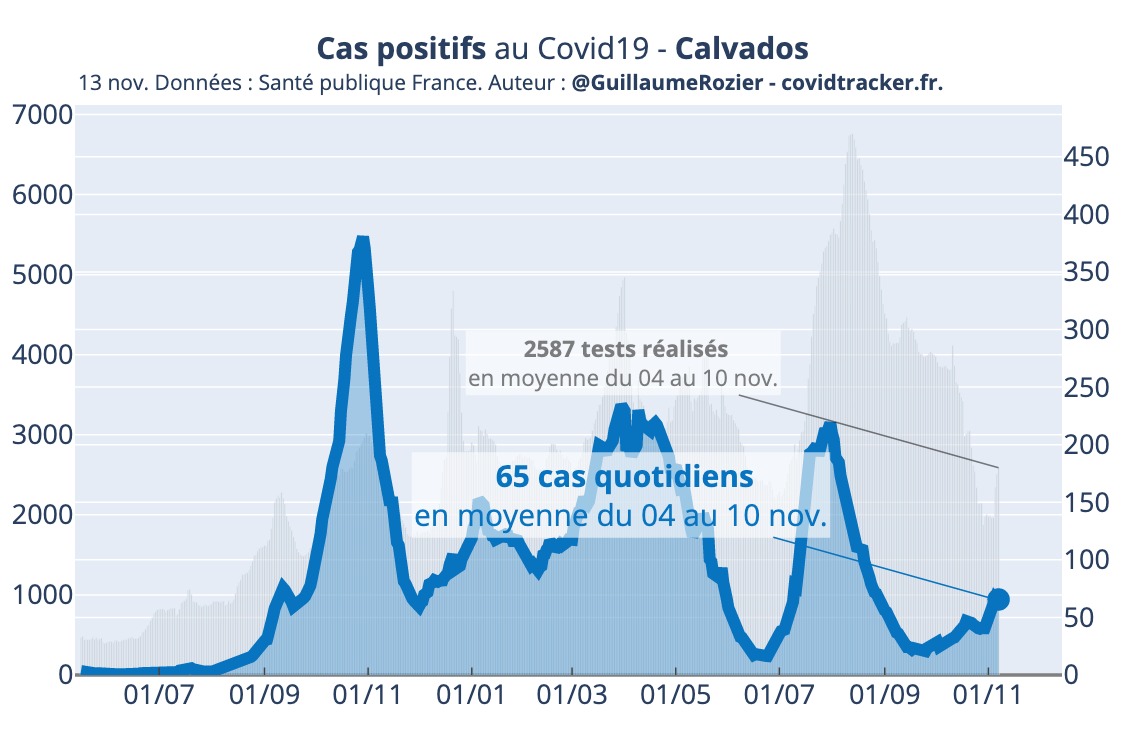 Cas positifs au Covid19 - Calvados
13 nov. Données : Santé publique France. Auteur : @GuillaumeRozier - covidtracker.fr.
7000
6000
5000
4000
3000
2000
1000
0
450
400
350
300
250
200
150
100
50
0
2587 tests réalisés
en moyenne du 04 au 10 nov.
65 cas quotidiens
en moyenne du 04 au 10 nov.
01/07 01/09 01/11 01/01 01/03 01/05 01/07 01/09 01/11